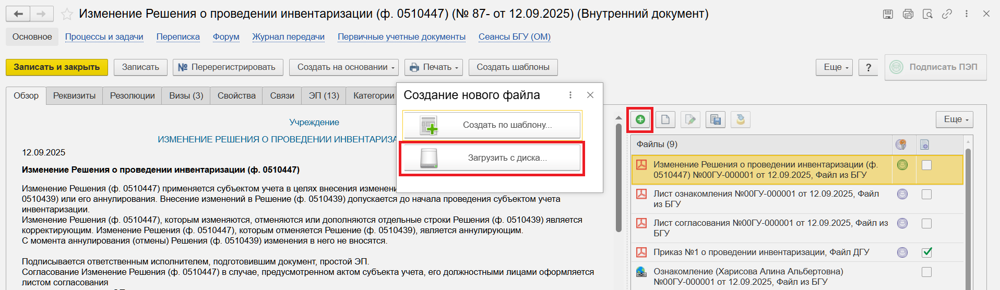 Изменение Решения о проведении инвентаризации (ф. 0510447) (№ 87- от 12.09.2025) (Внутренний документ)
Основное Процессы и задачи Переписка Форум Журнал передачи Первичные учетные документы Сеансы БГУ (ОМ)
Записать и закрыть Записать № Перерегистрировать Создать на основании Печать Создать шаблоны Еще ? Подписать ПЭП
Обзор Реквизиты Резолюции Визы (3) Свойства Связи ЭП (13) Категории
Создание нового файла
Создать по шаблону...
Загрузить с диска...
Учреждение
ИЗМЕНЕНИЕ РЕШЕНИЯ О ПРОВЕДЕНИИ ИНВЕНТАРИЗА
12.09.2025
Изменение Решения о проведении инвентаризации (ф. 0510447)
Изменение Решения (ф. 0510447) применяется субъектом учета в целях внесения изменени
0510439) или его аннулирования. Внесение изменений в Решение (ф. 0510439) допускается до начала проведения субъектом учета
инвентаризации.
Изменение Решения (ф. 0510447), которым изменяются, отменяются или дополняются отдельные строки Решения (ф. 0510439) является
корректирующим. Изменение Решения (ф. 0510447), которым отменяется Решение (ф. 0510439), является аннулирующим.
С момента аннулирования (отмены) Решения (ф. 0510439) изменения в него не вносятся.
Подписывается ответственным исполнителем, подготовившим документ, простой ЭП.
Согласование Изменение Решения (ф. 0510447) в случае, предусмотренном актом субъекта учета, его должностными лицами оформляется
листом согласования
Еще
Файлы (9)
Изменение Решения о проведении инвентаризации (ф.
0510447) №00ГУ-000001 от 12.09.2025, Файл из БГУ
Лист ознакомления №00ГУ-000001 от 12.09.2025, Файл
из БГУ
Лист согласования №00ГУ-000001 от 12.09.2025, Файл из
БГУ
Приказ №1 о проведении инвентаризации, Файл ДГУ
Ознакомление (Харисова Алина Альбертовна)
№00ГУ-000001 от 12.09.2025, Файл из БГУ